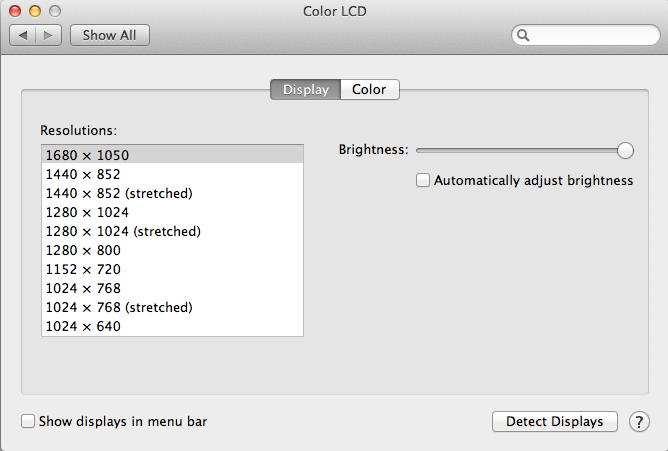 Color LCD
Show All
Display Color
Resolutions:
1680 × 1050
1440 × 852
1440 × 852 (stretched)
1280 × 1024
1280 × 1024 (stretched)
1280 × 800
1152 × 720
1024 × 768
1024 × 768 (stretched)
1024 × 640
Brightness:
Automatically adjust brightness
Show displays in menu bar
Detect Displays
?